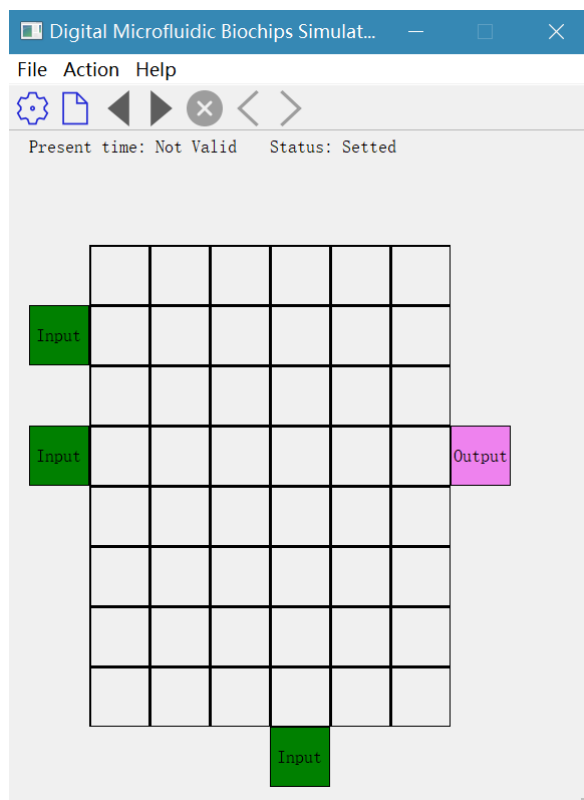 Digital Microfluidic Biochips Simulat...
File Action Help
Present time: Not Valid Status: Setted
Input
Input Output
Input